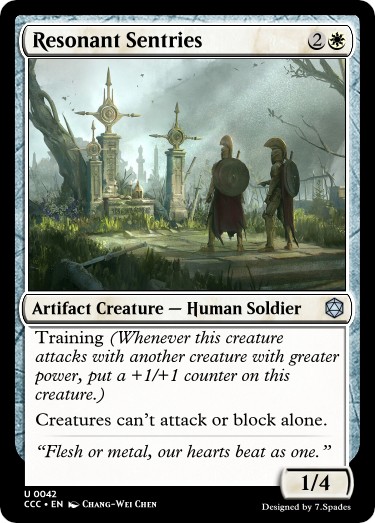 Resonant Sentries 2
Artifact Creature — Human Soldier
Training (Whenever this creature
attacks with another creature with greater
power, put a +1/+1 counter on this
creature.)
Creatures can't attack or block alone.
"Flesh or metal, our hearts beat as one."
1/4
U 0042
CCC • EN Chang-Wei Chen
Designed by 7.Spades